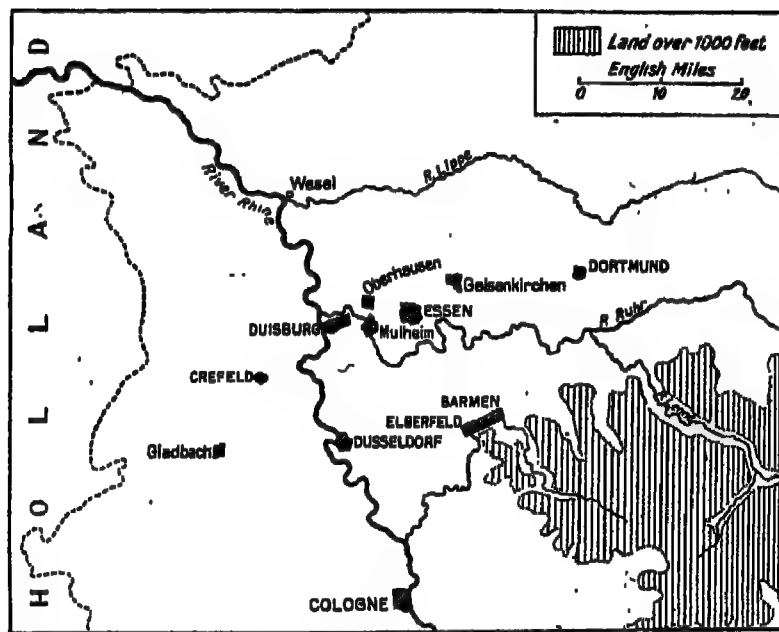 HOLLAND
Land over 1000 feet
English Miles
0 10 20
River Rhine
Wesel
R. Lippe
Oberhausen
Gelsenkirchen
DORTMUND
DUISBURG
Mulheim
ESSEN
R. Ruhr
CREFELD
BARMEN
ELBERFELD
Gladbach
DUSSELDORF
COLOGNE